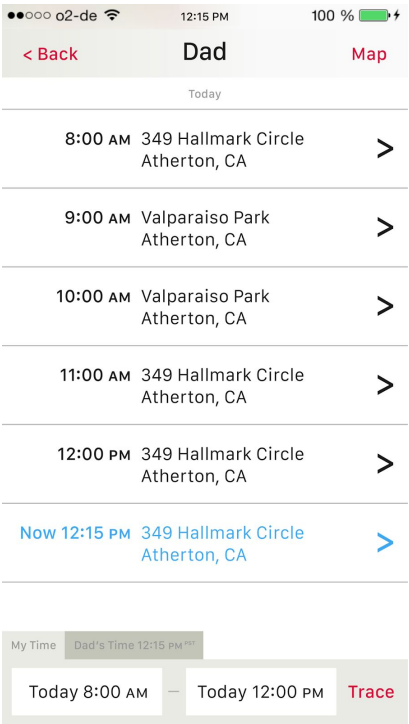 o2-de 12:15 PM 100 %
< Back Dad Map
Today
8:00 AM 349 Hallmark Circle
Atherton, CA
9:00 AM Valparaiso Park
Atherton, CA
10:00 AM Valparaiso Park
Atherton, CA
11:00 AM 349 Hallmark Circle
Atherton, CA
12:00 PM 349 Hallmark Circle
Atherton, CA
Now 12:15 PM 349 Hallmark Circle
Atherton, CA
My Time Dad's Time 12:15 PM PST
Today 8:00 AM – Today 12:00 PM Trace